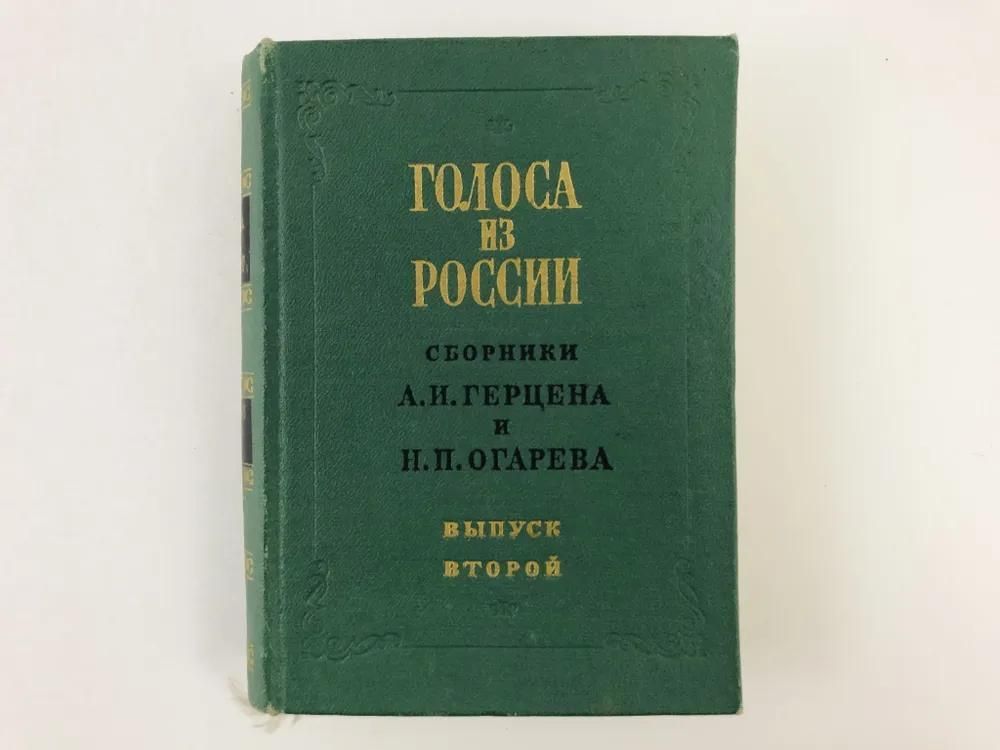 ГОЛОСА
ИЗ
РОССИИ
СБОРНИКИ
А.И.ГЕРЦЕНА
И
Н.П.ОГАРЕВА
ВЫПУСК
ВТОРОЙ